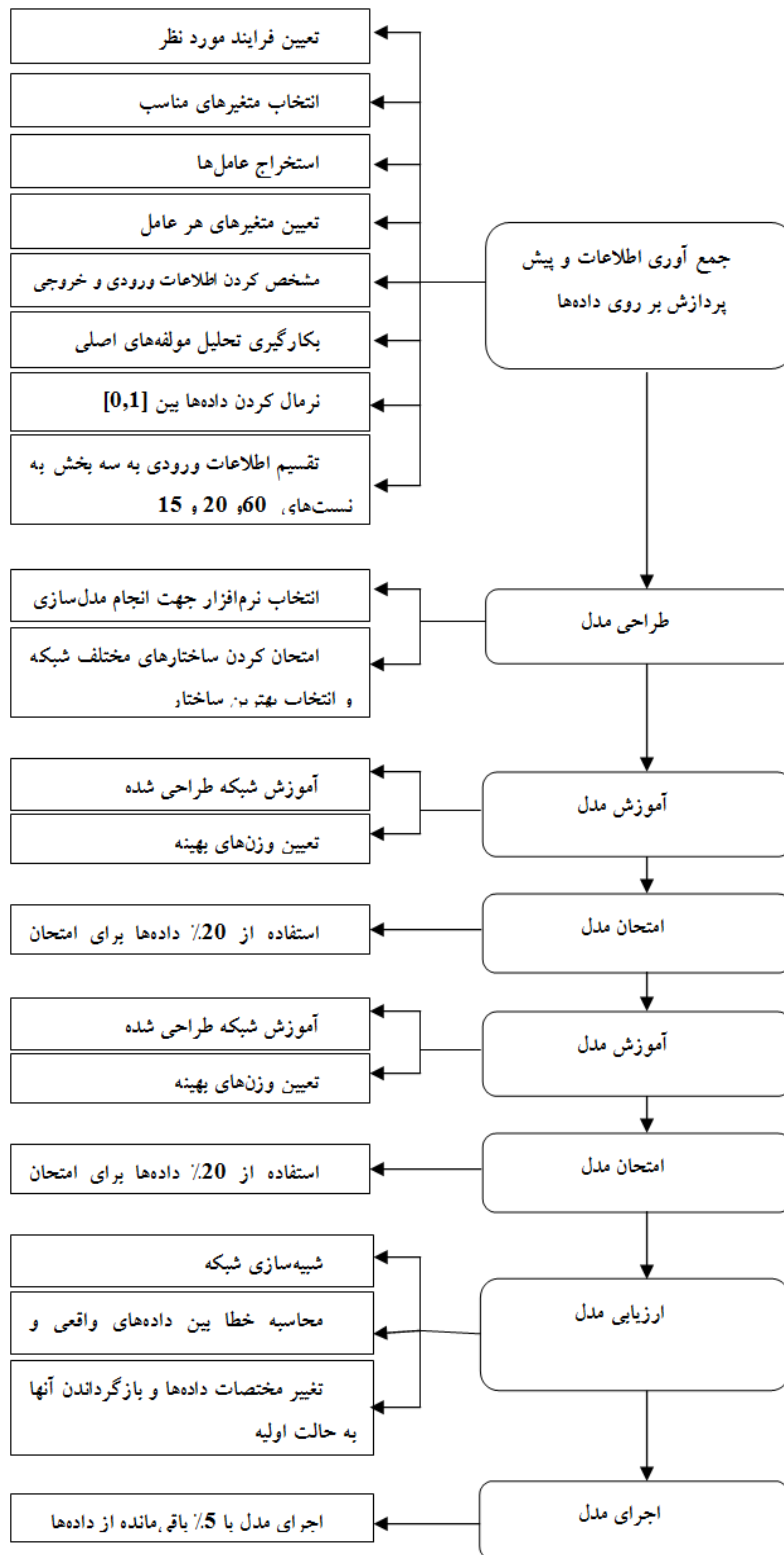 تعیین فرایند مورد نظر
انتخاب متغیرهای مناسب
استخراج عامل‌ها
تعیین متغیرهای هر عامل
جمع آوری اطلاعات و پیش
پردازش بر روی داده‌ها
مشخص کردن اطلاعات ورودی و خروجی
بکارگیری تحلیل مولفه‌های اصلی
نرمال کردن داده‌ها بین [0,1]
تقسیم اطلاعات ورودی به سه بخش به
نسبت‌های 60و 20 و 15
طراحی مدل
انتخاب نرم‌افزار جهت انجام مدل‌سازی
امتحان کردن ساختارهای مختلف شبکه
و انتخاب بهترین ساختار
آموزش مدل
آموزش شبکه طراحی شده
تعیین وزن‌های بهینه
امتحان مدل
استفاده از 20٪ داده‌ها برای امتحان
آموزش مدل
آموزش شبکه طراحی شده
تعیین وزن‌های بهینه
امتحان مدل
استفاده از 20٪ داده‌ها برای امتحان
ارزیابی مدل
شبیه‌سازی شبکه
محاسبه خطا بین داده‌های واقعی و
تغییر مختصات داده‌ها و بازگرداندن آنها
به حالت اولیه
اجرای مدل
اجرای مدل با 5٪ باقی‌مانده از داده‌ها